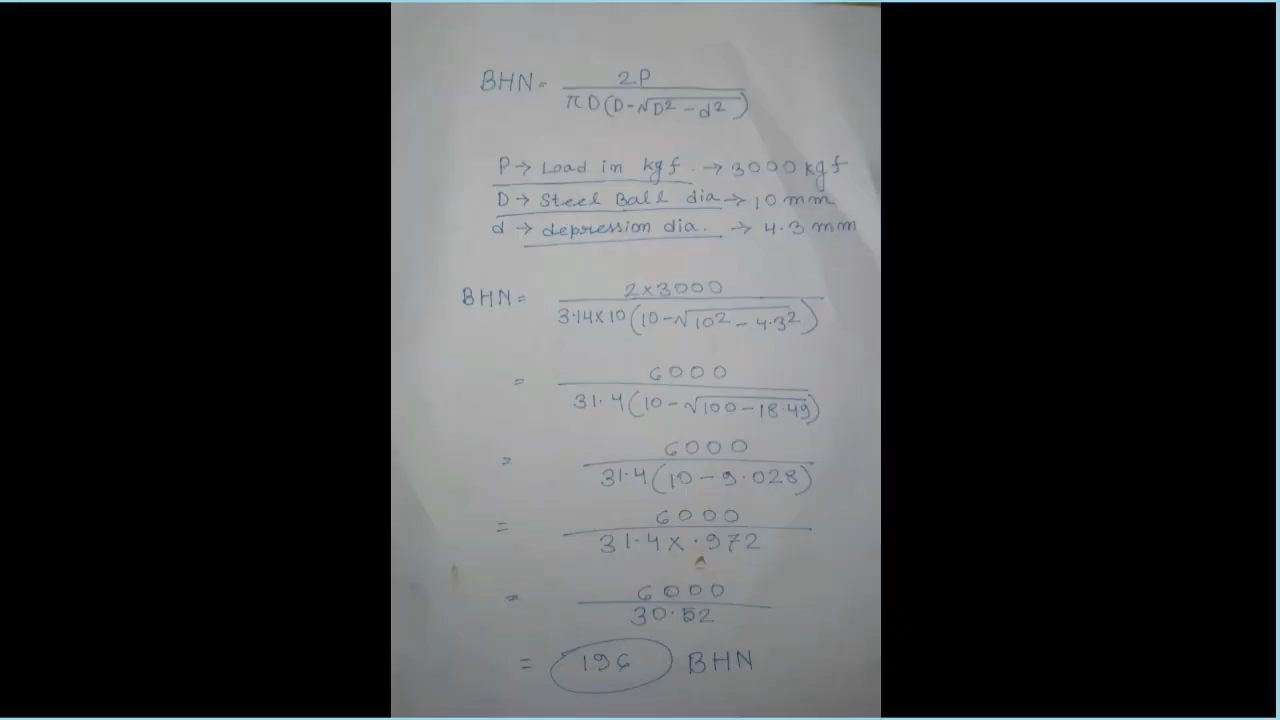 BHN = 2P / πD(D-√D² - d²)
P → Load in kgf. → 3000 kgf
D → Steel Ball dia → 10 mm
d → depression dia. → 4.3 mm
BHN = 2×3000 / 3.14×10(10-√10² - 4.3²)
= 6000 / 31.4(10-√100-18.49)
= 6000 / 31.4(10-9.028)
= 6000 / 31.4×.972
= 6000 / 30.52
= 196 BHN